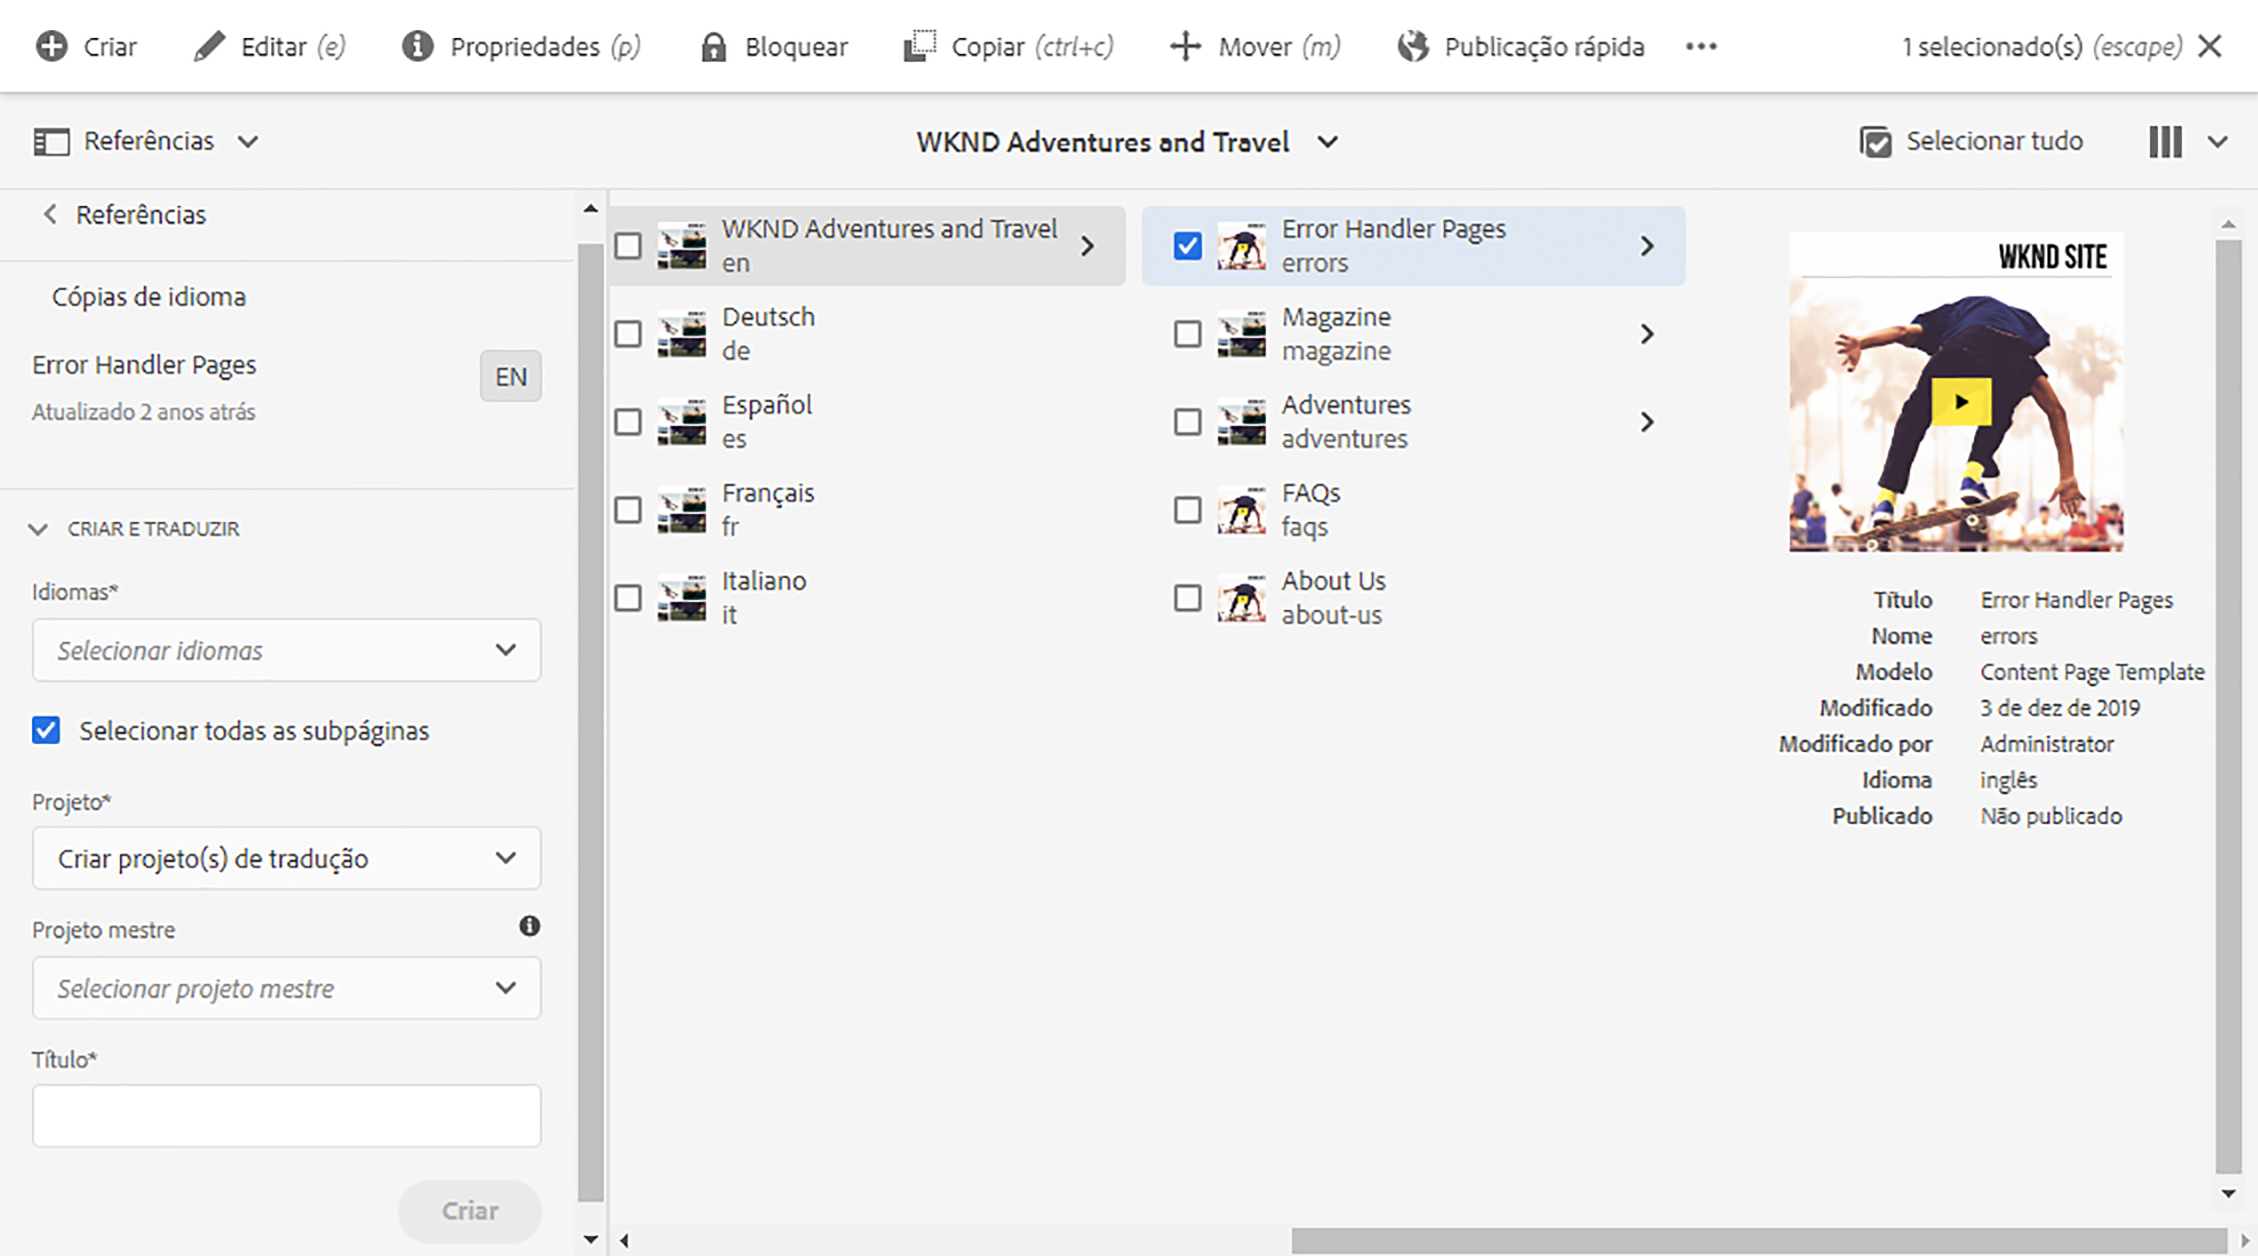 Criar
Editar (e)
Propriedades (p)
Bloquear
Copiar (ctrl+c)
Mover (m)
Publicação rápida
1 selecionado(s) (escape)
Referências
WKND Adventures and Travel
Selecionar tudo
Referências
Cópias de idioma
Error Handler Pages
EN
Atualizado 2 anos atrás
CRIAR E TRADUZIR
Idiomas*
Selecionar idiomas
Selecionar todas as subpáginas
Projeto*
Criar projeto(s) de tradução
Projeto mestre
Selecionar projeto mestre
Título*
Criar
WKND Adventures and Travel
en
Deutsch
de
Español
es
Français
fr
Italiano
it
Error Handler Pages
errors
Magazine
magazine
Adventures
adventures
FAQs
faqs
About Us
about-us
WKND SITE
Título Error Handler Pages
Nome errors
Modelo Content Page Template
Modificado 3 de dez de 2019
Modificado por Administrator
Idioma inglês
Publicado Não publicado